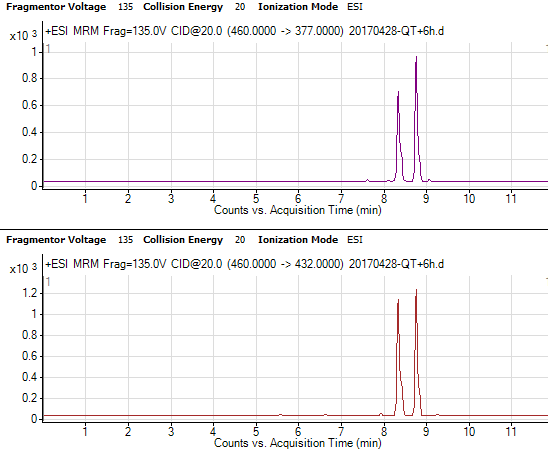 Fragmentor Voltage 135 Collision Energy 20 Ionization Mode ESI
x10 3 +ESI MRM Frag=135.0V CID@20.0 (460.0000 -> 377.0000) 20170428-QT+6h.d
1
1
0.8
0.6
0.4
0.2
0
1 2 3 4 5 6 7 8 9 10 11
Counts vs. Acquisition Time (min)
Fragmentor Voltage 135 Collision Energy 20 Ionization Mode ESI
x10 3 +ESI MRM Frag=135.0V CID@20.0 (460.0000 -> 432.0000) 20170428-QT+6h.d
1
1.2
1
0.8
0.6
0.4
0.2
0
1 2 3 4 5 6 7 8 9 10 11
Counts vs. Acquisition Time (min)